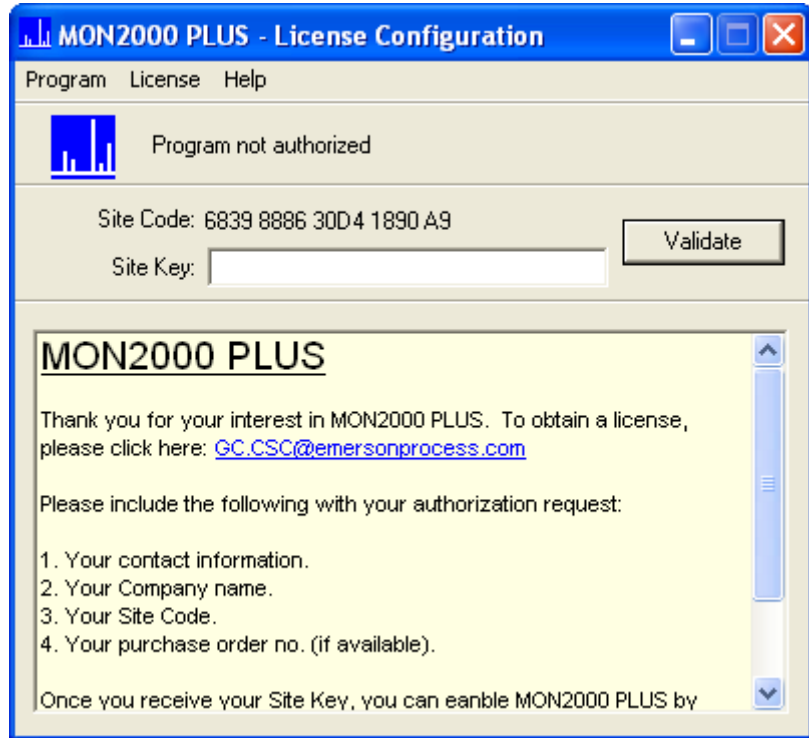 MON2000 PLUS - License Configuration
Program License Help
Program not authorized
Site Code: 6839 8886 30D4 1890 A9
Validate
Site Key:
MON2000 PLUS
Thank you for your interest in MON2000 PLUS. To obtain a license,
please click here: GC.CSC@emersonprocess.com
Please include the following with your authorization request:
1. Your contact information.
2. Your Company name.
3. Your Site Code.
4. Your purchase order no. (if available).
Once you receive your Site Key, you can eanble MON2000 PLUS by